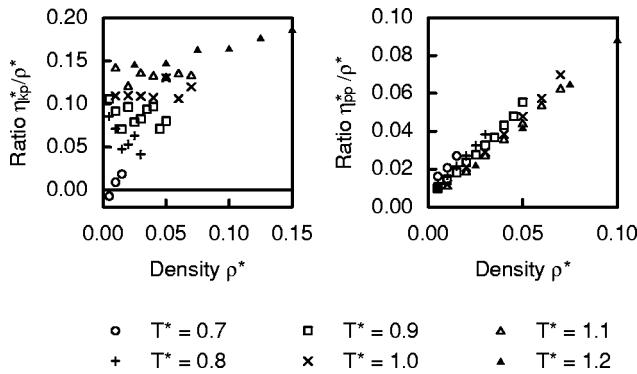 Ratio η*kp/ρ*
0.20
0.15
0.10
0.05
0.00
0.00 0.05 0.10 0.15
Density ρ*
Ratio η*pp/ρ*
0.10
0.08
0.06
0.04
0.02
0.00
0.00 0.05 0.10
Density ρ*
T* = 0.7 T* = 0.9 T* = 1.1
T* = 0.8 T* = 1.0 T* = 1.2